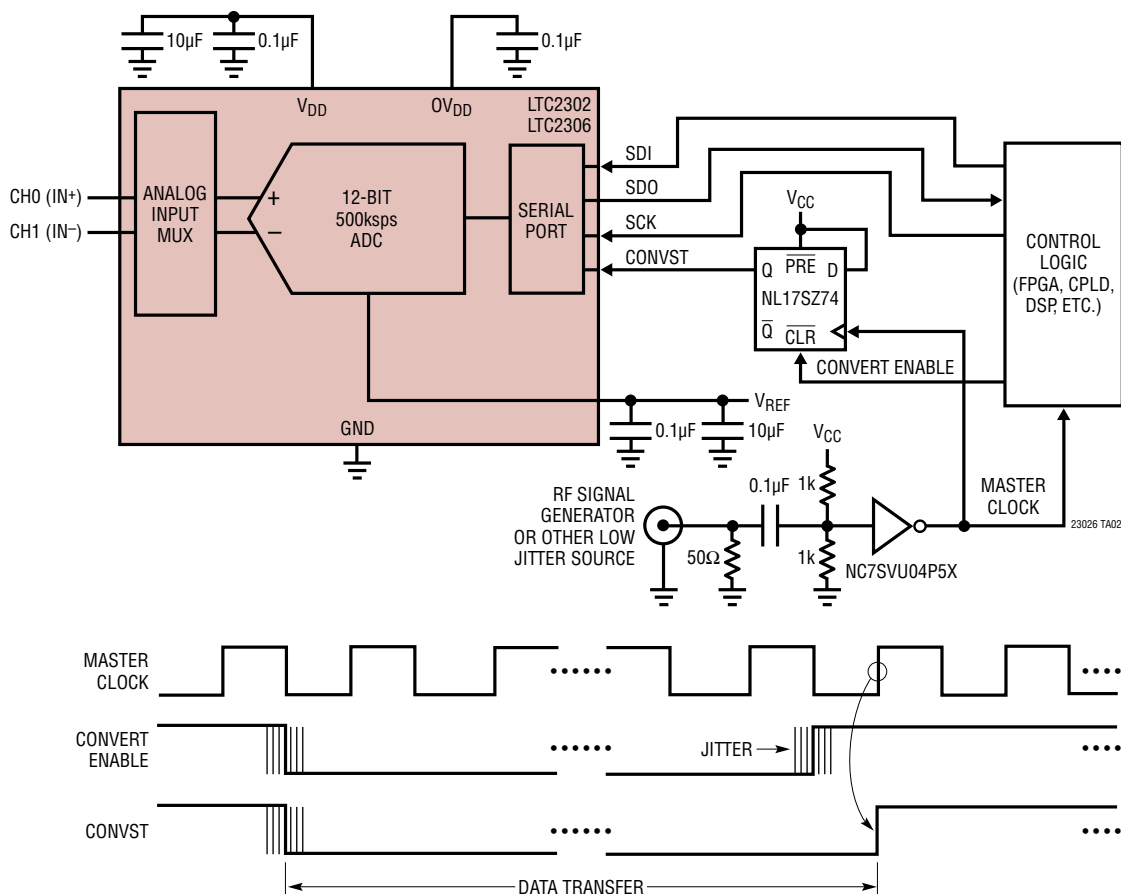 10µF
0.1µF
0.1µF
VDD
OVDD
LTC2302
LTC2306
CH0 (IN+)
CH1 (IN–)
ANALOG
INPUT
MUX
+
–
12-BIT
500ksps
ADC
SERIAL
PORT
SDI
SDO
SCK
CONVST
VCC
Q
P̅R̅E̅
D
NL17SZ74
Q̅
C̅L̅R̅
CONTROL
LOGIC
(FPGA, CPLD,
DSP, ETC.)
CONVERT ENABLE
GND
VREF
0.1µF
10µF
RF SIGNAL
GENERATOR
OR OTHER LOW
JITTER SOURCE
50Ω
0.1µF
VCC
1k
1k
NC7SVU04P5X
MASTER
CLOCK
23026 TA02
MASTER
CLOCK
CONVERT
ENABLE
JITTER
CONVST
DATA TRANSFER